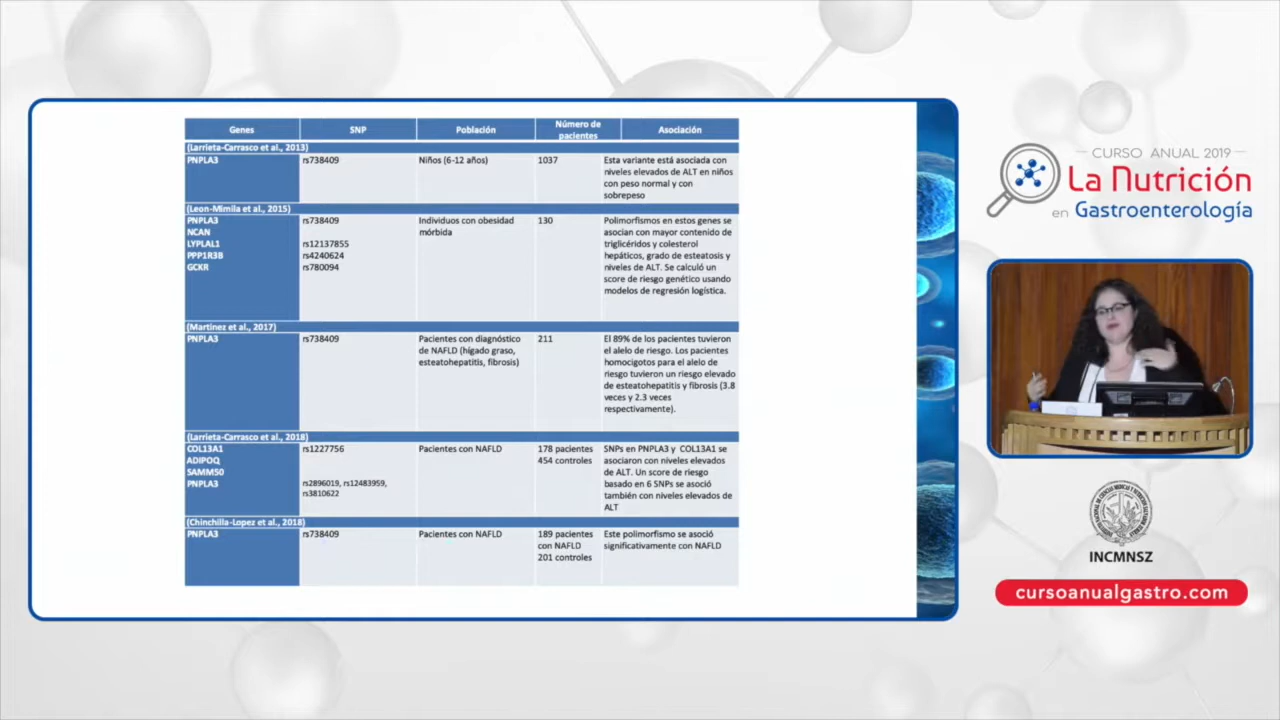 Genes
SNP
Población
Número de
pacientes
Asociación
(Larrieta-Carrasco et al., 2013)
PNPLA3
rs738409
Niños (6-12 años)
1037
Esta variante está asociada con
niveles elevados de ALT en niños
con peso normal y con
sobrepeso
(Leon-Mimila et al., 2015)
PNPLA3
NCAN
LYPLAL1
PPP1R3B
GCKR
rs738409
rs12137855
rs4240624
rs780094
Individuos con obesidad
mórbida
130
Polimorfismos en estos genes se
asocian con mayor contenido de
triglicéridos y colesterol
hepáticos, grado de esteatosis y
niveles de ALT. Se calculó un
score de riesgo genético usando
modelos de regresión logística.
(Martinez et al., 2017)
PNPLA3
rs738409
Pacientes con diagnóstico
de NAFLD (hígado graso,
esteatohepatitis, fibrosis)
211
El 89% de los pacientes tuvieron
el alelo de riesgo. Los pacientes
homocigotos para el alelo de
riesgo tuvieron un riesgo elevado
de esteatohepatitis y fibrosis (3.8
veces y 2.3 veces
respectivamente).
(Larrieta-Carrasco et al., 2018)
COL13A1
ADIPOQ
SAMM50
PNPLA3
rs1227756
rs2896019, rs12483959,
rs3810622
Pacientes con NAFLD
178 pacientes
454 controles
SNPs en PNPLA3 y COL13A1 se
asociaron con niveles elevados
de ALT. Un score de riesgo
basado en 6 SNPs se asoció
también con niveles elevados de
ALT
(Chinchilla-Lopez et al., 2018)
PNPLA3
rs738409
Pacientes con NAFLD
189 pacientes
con NAFLD
201 controles
Este polimorfismo se asoció
significativamente con NAFLD
CURSO ANUAL 2019
La Nutrición
en Gastroenterología
INCMNSZ
cursoanualgastro.com